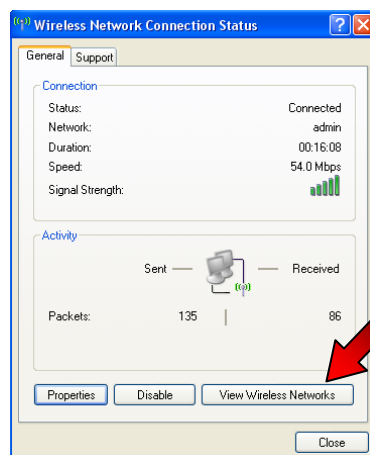 Wireless Network Connection Status
General Support
Connection
Status: Connected
Network: admin
Duration: 00:16:08
Speed: 54.0 Mbps
Signal Strength:
Activity
Sent Received
Packets: 135 86
Properties Disable View Wireless Networks
Close